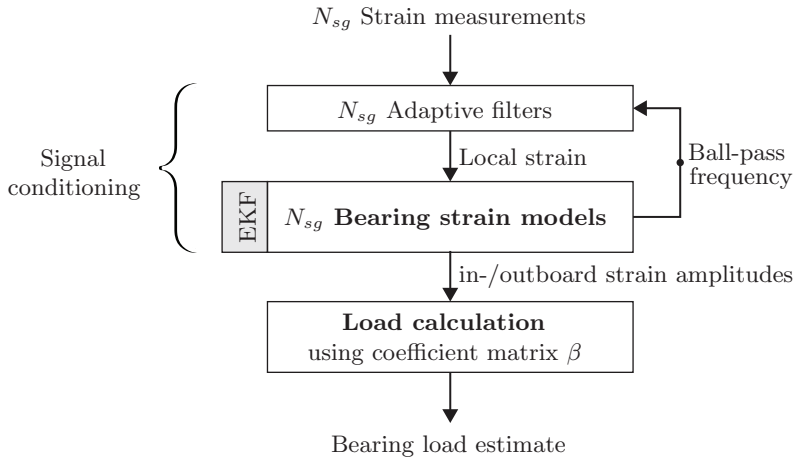 N_sg Strain measurements
N_sg Adaptive filters
Signal
conditioning
Local strain
Ball-pass
frequency
EKF
N_sg Bearing strain models
in-/outboard strain amplitudes
Load calculation
using coefficient matrix β
Bearing load estimate